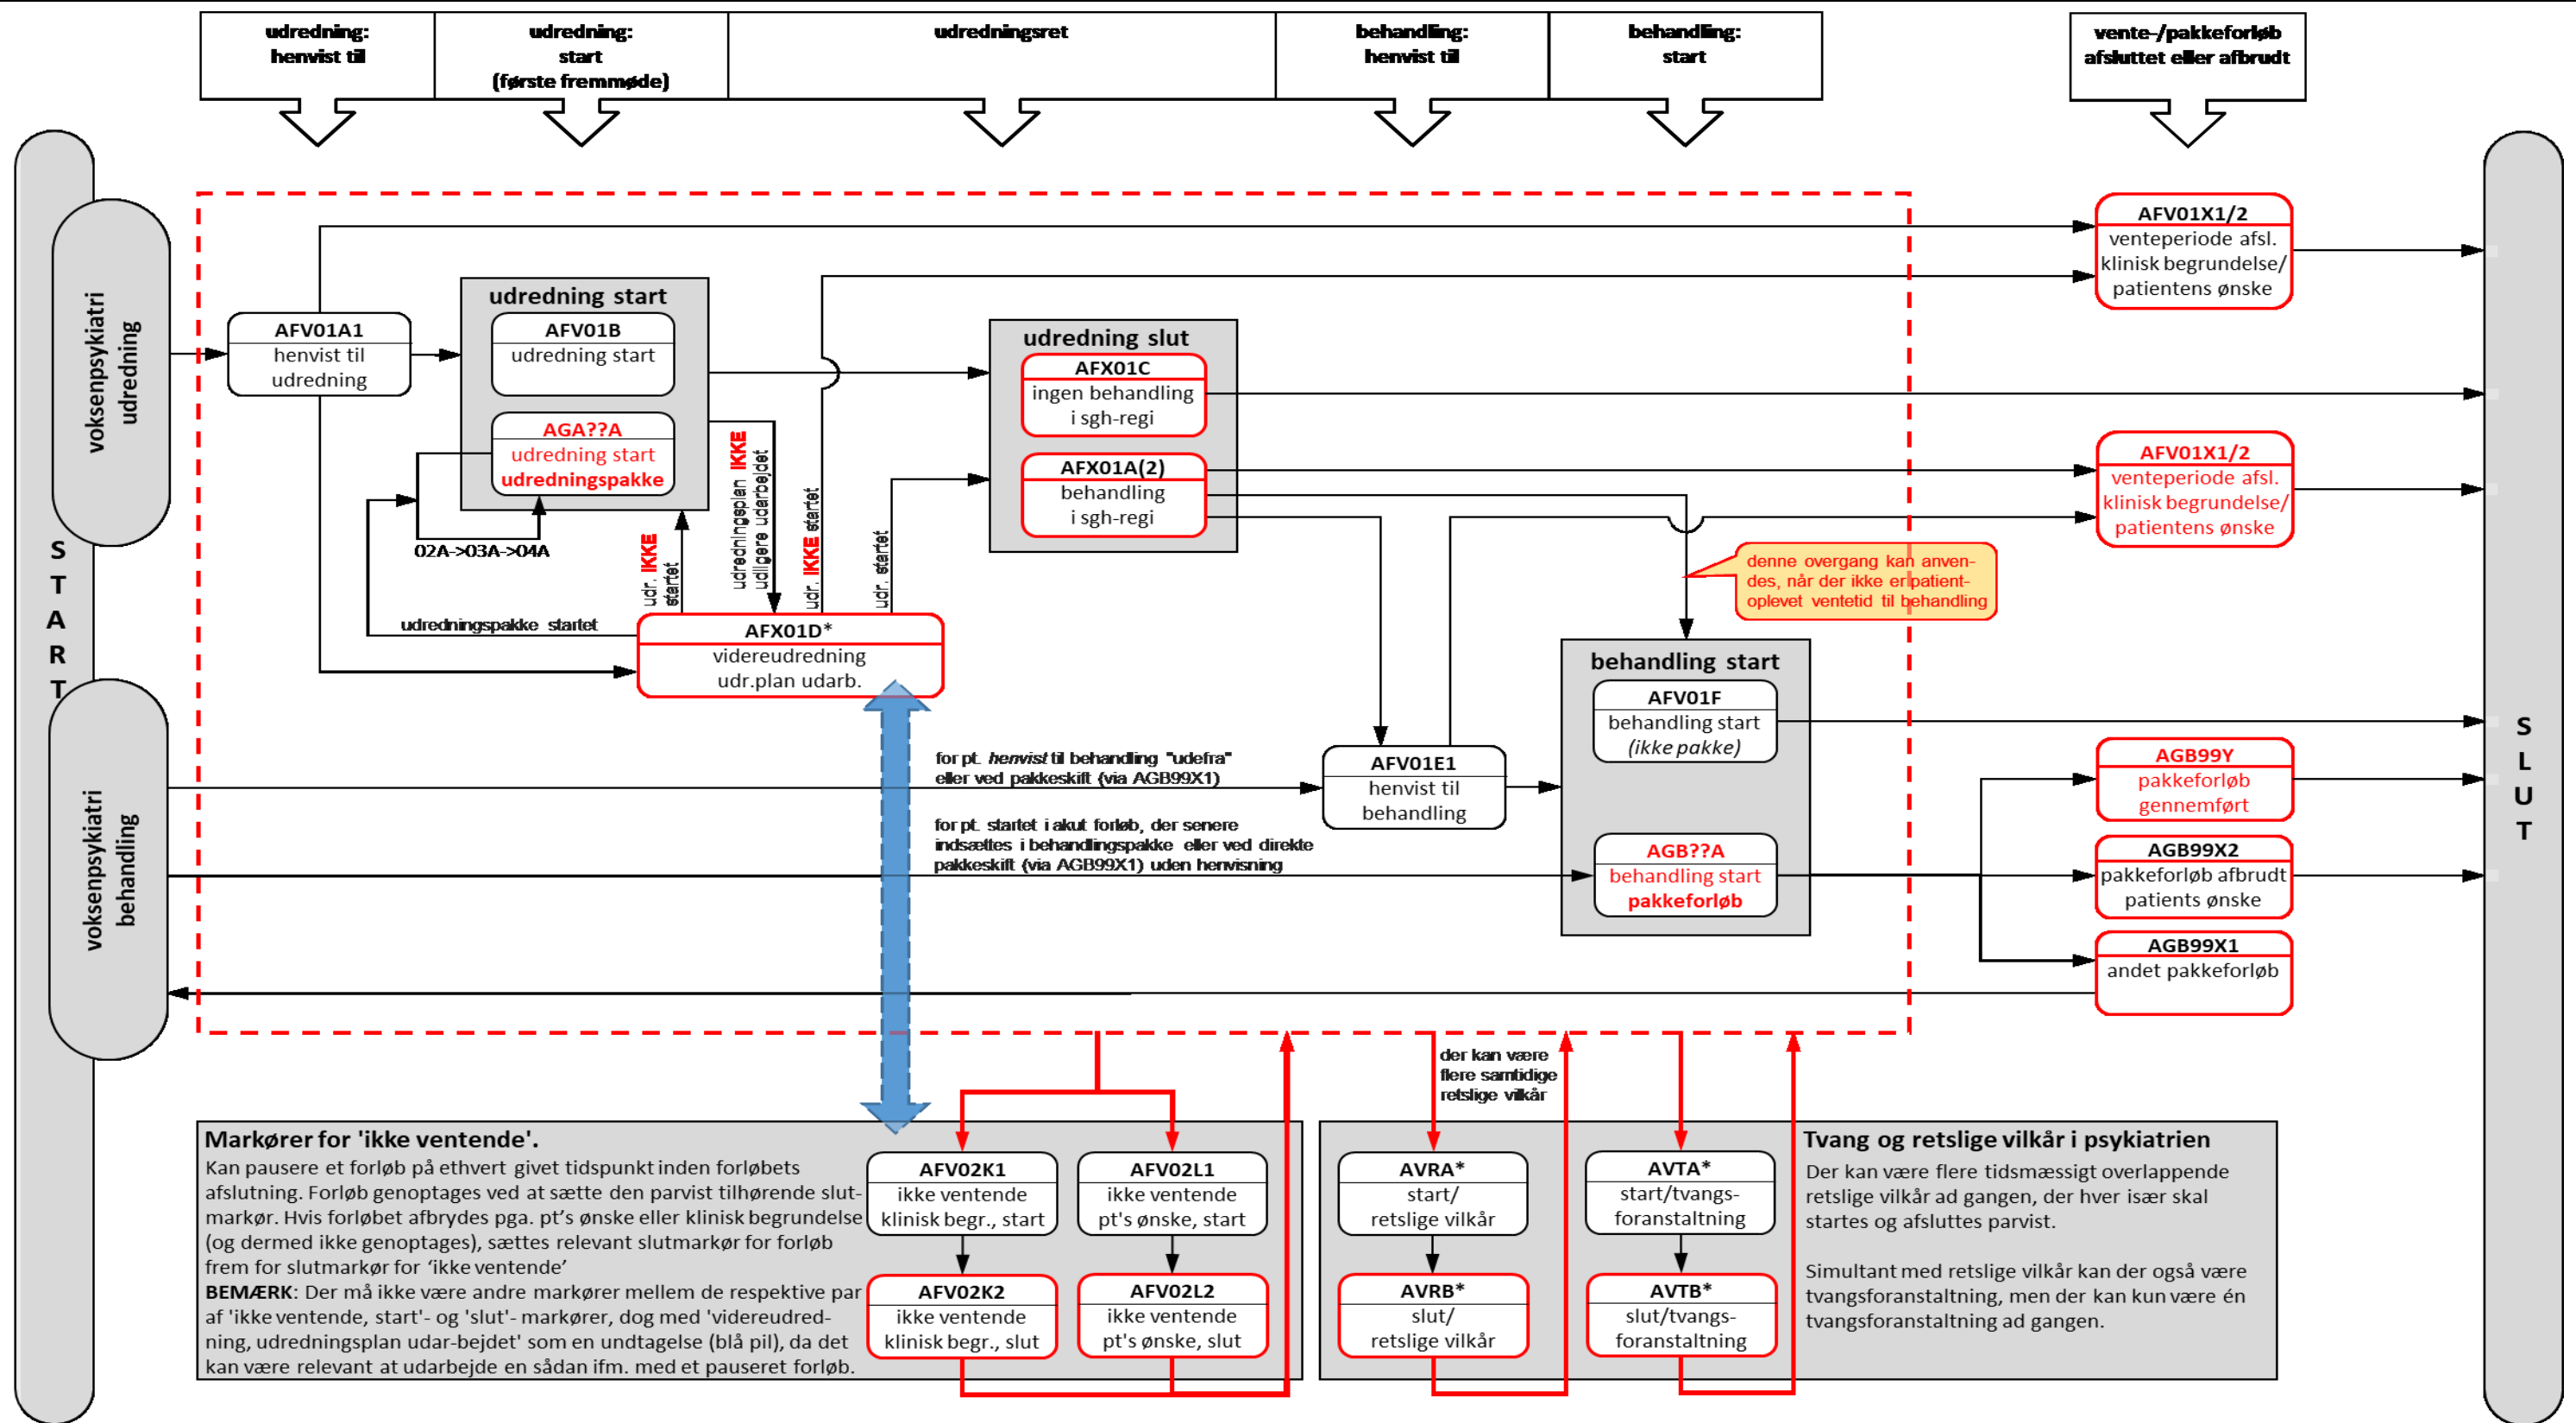 udredning:
henvist til
udredning:
start
(første fremmøde)
udredningsret
behandling:
henvist til
behandling:
start
vente-/pakkeforløb
afsluttet eller afbrudt
START
voksenpsykiatri
udredning
voksenpsykiatri
behandling
AFV01A1
henvist til
udredning
udredning start
AFV01B
udredning start
AGA??A
udredning start
udredningspakke
02A->03A->04A
udredningspakke startet
udr. IKKE
startet
udredningsplan IKKE
udligere udarbejdet
udr. IKKE startet
udr. startet
AFX01D*
videreudredning
udr.plan udarb.
udredning slut
AFX01C
ingen behandling
i sgh-regi
AFX01A(2)
behandling
i sgh-regi
AFV01X1/2
venteperiode afsl.
klinisk begrundelse/
patientens ønske
AFV01X1/2
venteperiode afsl.
klinisk begrundelse/
patientens ønske
denne overgang kan anven-
des, når der ikke er patient-
oplevet ventetid til behandling
for pt. henvist til behandling "udefra"
eller ved pakkeskift (via AGB99X1)
for pt. startet i akut forløb, der senere
indsættes i behandlingspakke eller ved direkte
pakkeskift (via AGB99X1) uden henvisning
AFV01E1
henvist til
behandling
behandling start
AFV01F
behandling start
(ikke pakke)
AGB??A
behandling start
pakkeforløb
AGB99Y
pakkeforløb
gennemført
AGB99X2
pakkeforløb afbrudt
patients ønske
AGB99X1
andet pakkeforløb
SLUT
der kan være
flere samtidige
retslige vilkår
Markører for 'ikke ventende'.
Kan pausere et forløb på ethvert givet tidspunkt inden forløbets
afslutning. Forløb genoptages ved at sætte den parvist tilhørende slut-
markør. Hvis forløbet afbrydes pga. pt's ønske eller klinisk begrundelse
(og dermed ikke genoptages), sættes relevant slutmarkør for forløb
frem for slutmarkør for ‘ikke ventende’
BEMÆRK: Der må ikke være andre markører mellem de respektive par
af 'ikke ventende, start'- og 'slut'- markører, dog med 'videreudred-
ning, udredningsplan udar-bejdet' som en undtagelse (blå pil), da det
kan være relevant at udarbejde en sådan ifm. med et pauseret forløb.
AFV02K1
ikke ventende
klinisk begr., start
AFV02K2
ikke ventende
klinisk begr., slut
AFV02L1
ikke ventende
pt's ønske, start
AFV02L2
ikke ventende
pt's ønske, slut
AVRA*
start/
retslige vilkår
AVRB*
slut/
retslige vilkår
AVTA*
start/tvangs-
foranstaltning
AVTB*
slut/tvangs-
foranstaltning
Tvang og retslige vilkår i psykiatrien
Der kan være flere tidsmæssigt overlappende
retslige vilkår ad gangen, der hver især skal
startes og afsluttes parvist.
Simultant med retslige vilkår kan der også være
tvangsforanstaltning, men der kan kun være én
tvangsforanstaltning ad gangen.